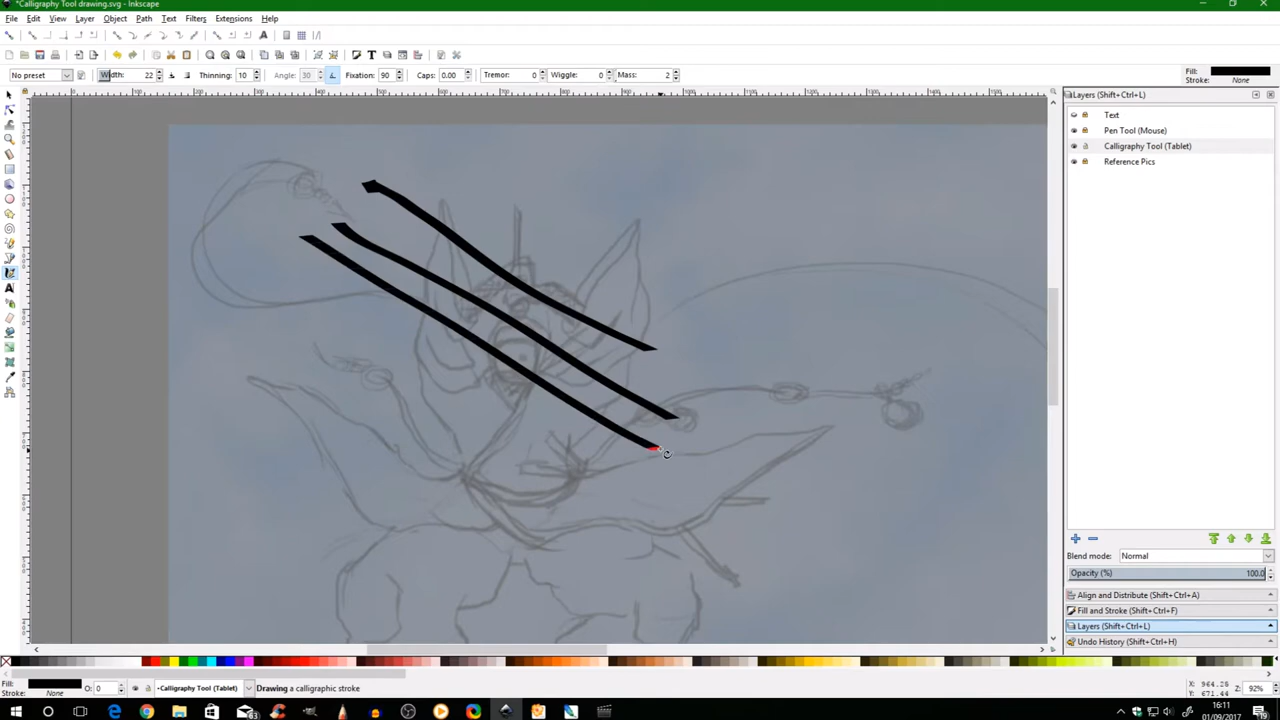 *Calligraphy Tool drawing.svg - Inkscape
File Edit View Layer Object Path Text Filters Extensions Help
No preset Width: 22 Thinning: 10 Angle: 30 Fixation: 90 Caps: 0.00 Tremor: 0 Wiggle: 0 Mass: 2
Fill:
Stroke: None
Layers (Shift+Ctrl+L)
Text
Pen Tool (Mouse)
Calligraphy Tool (Tablet)
Reference Pics
Blend mode: Normal
Opacity (%) 100.0
Align and Distribute (Shift+Ctrl+A)
Fill and Stroke (Shift+Ctrl+F)
Layers (Shift+Ctrl+L)
Undo History (Shift+Ctrl+H)
Fill:
Stroke: None
O: 0
•Calligraphy Tool (Tablet)
Drawing a calligraphic stroke
X: 964.25
Y: 671.44
Z: 92%
16:11
01/09/2017